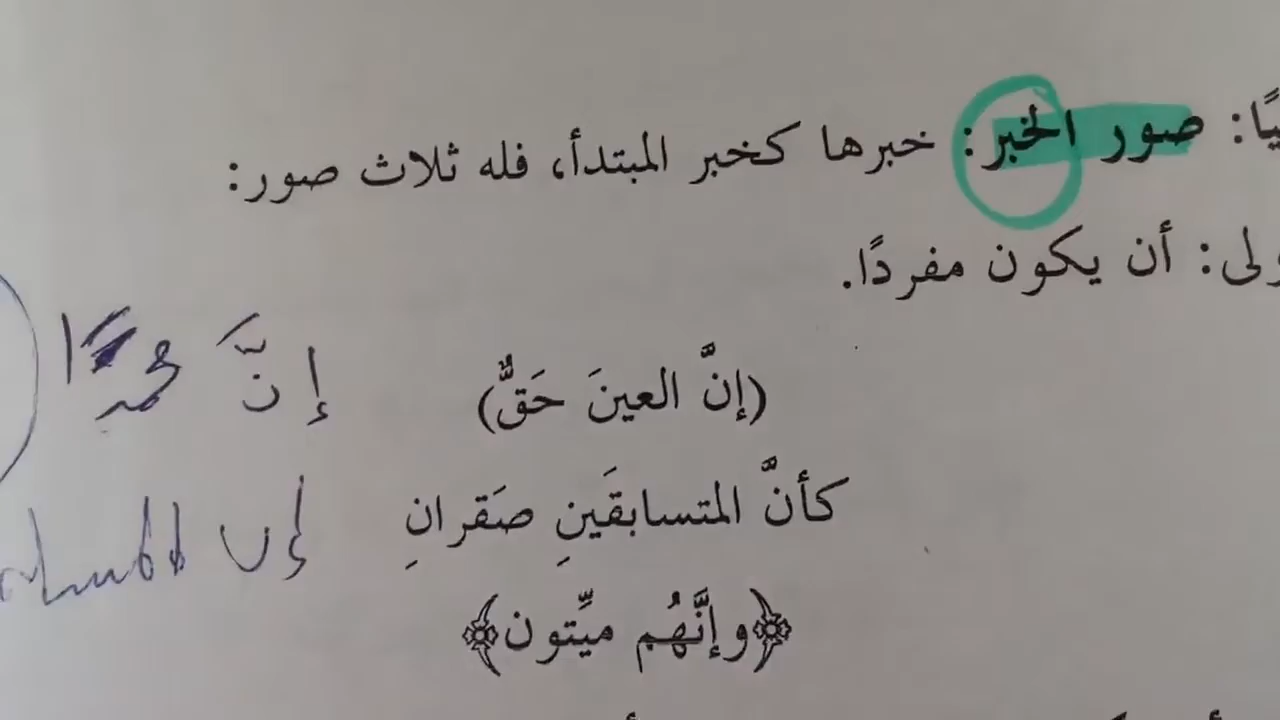 صور الخبر: خبرها كخبر المبتدأ، فله ثلاث صور:
أن يكون مفردًا.
(إنَّ العينَ حَقٌّ)
إنَّ محمدًا
كأنَّ المتسابقَينِ صَقرانِ
إن
﴿وإنَّهُم ميِّتون﴾